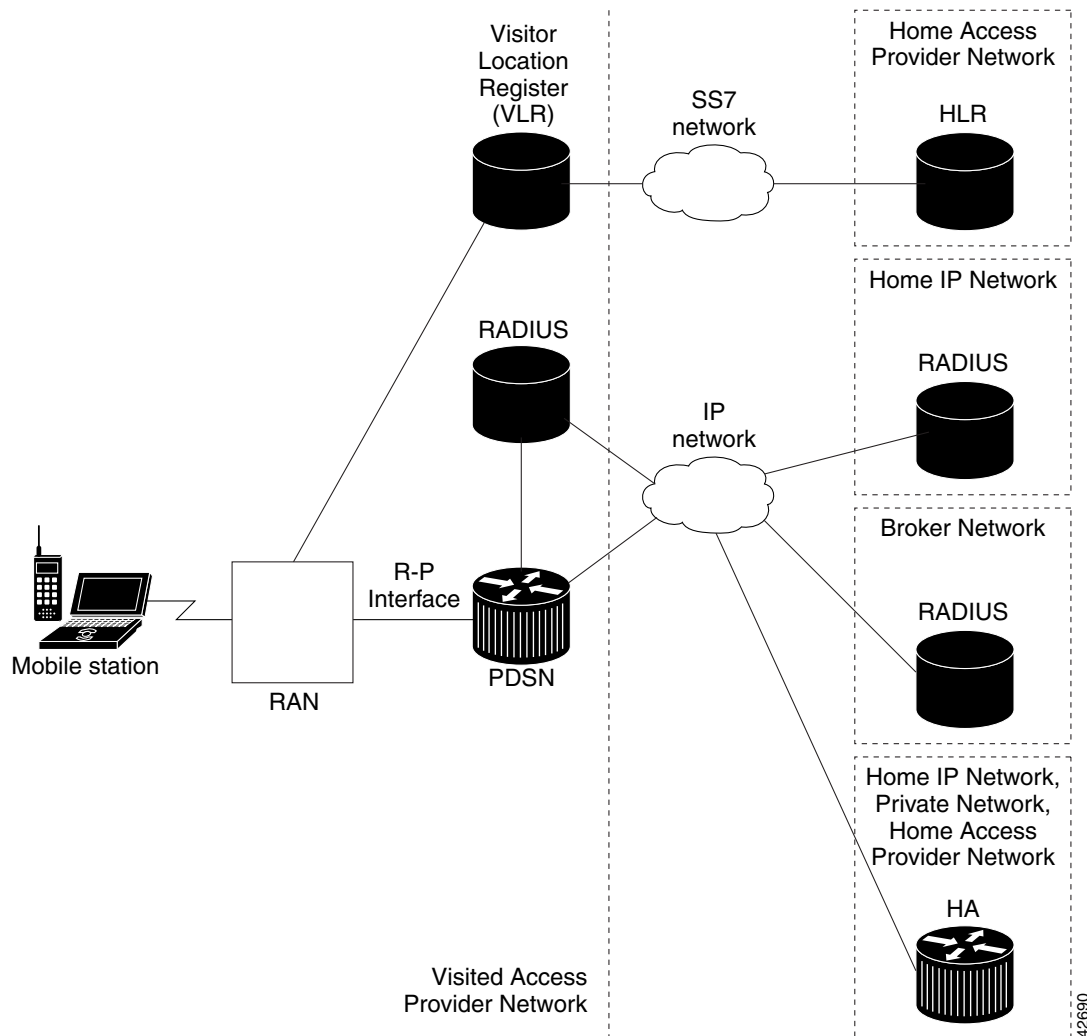 Visitor
Location
Register
(VLR)
SS7
network
Home Access
Provider Network
HLR
Home IP Network
RADIUS
RADIUS
IP
network
Broker Network
RADIUS
R-P
Interface
Mobile station
RAN
PDSN
Home IP Network,
Private Network,
Home Access
Provider Network
HA
Visited Access
Provider Network
42690